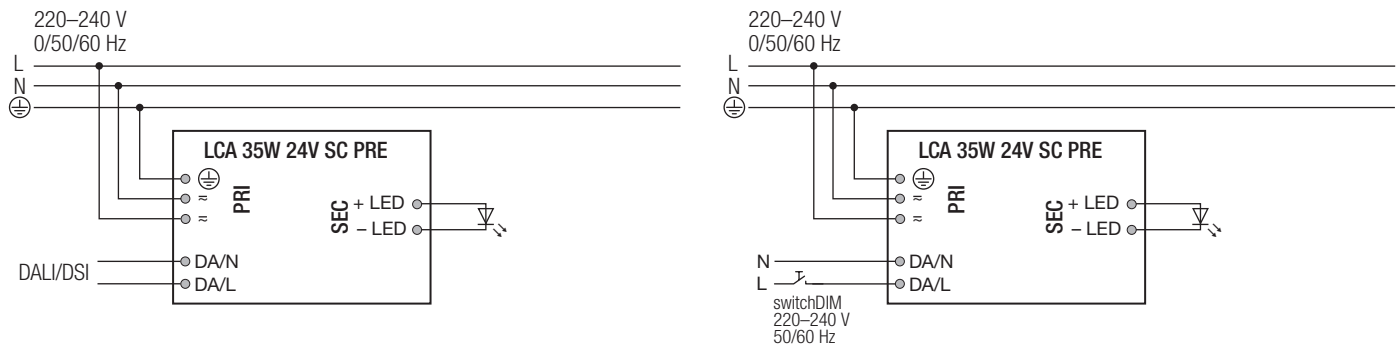 220–240 V
0/50/60 Hz
L
N
LCA 35W 24V SC PRE
PRI
≂
≂
SEC
+ LED
– LED
DALI/DSI
DA/N
DA/L
220–240 V
0/50/60 Hz
L
N
LCA 35W 24V SC PRE
PRI
≂
≂
SEC
+ LED
– LED
N
DA/N
L
DA/L
switchDIM
220–240 V
50/60 Hz